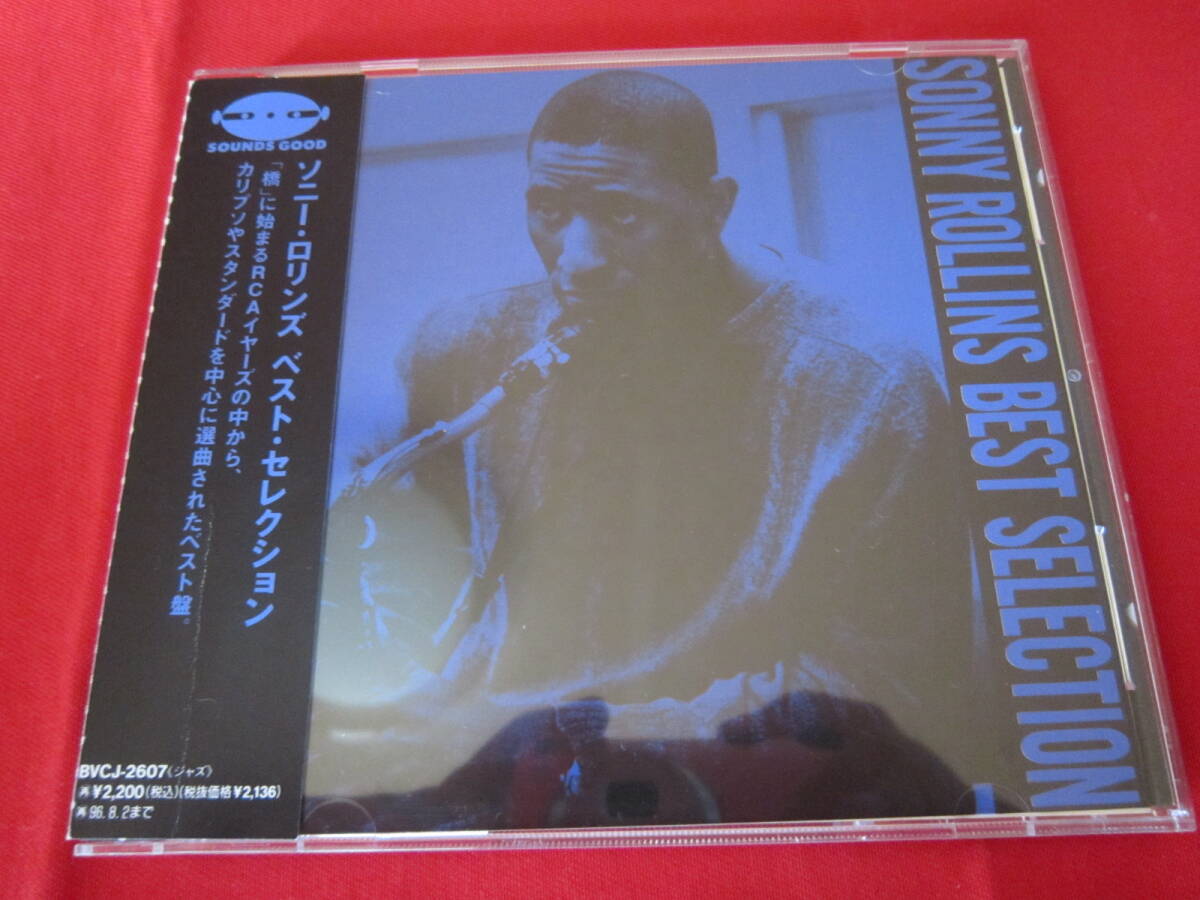 SOUNDS GOOD
ソニー・ロリンズ ベスト・セレクション
「橋」に始まるRCAイヤーズの中から、
カリプソやスタンダードを中心に選曲されたベスト盤。
BVCJ-2607〈ジャズ〉
再¥2,200(税込)(税抜価格¥2,136)
再96.8.2まで
SONNY ROLLINS BEST SELECTION